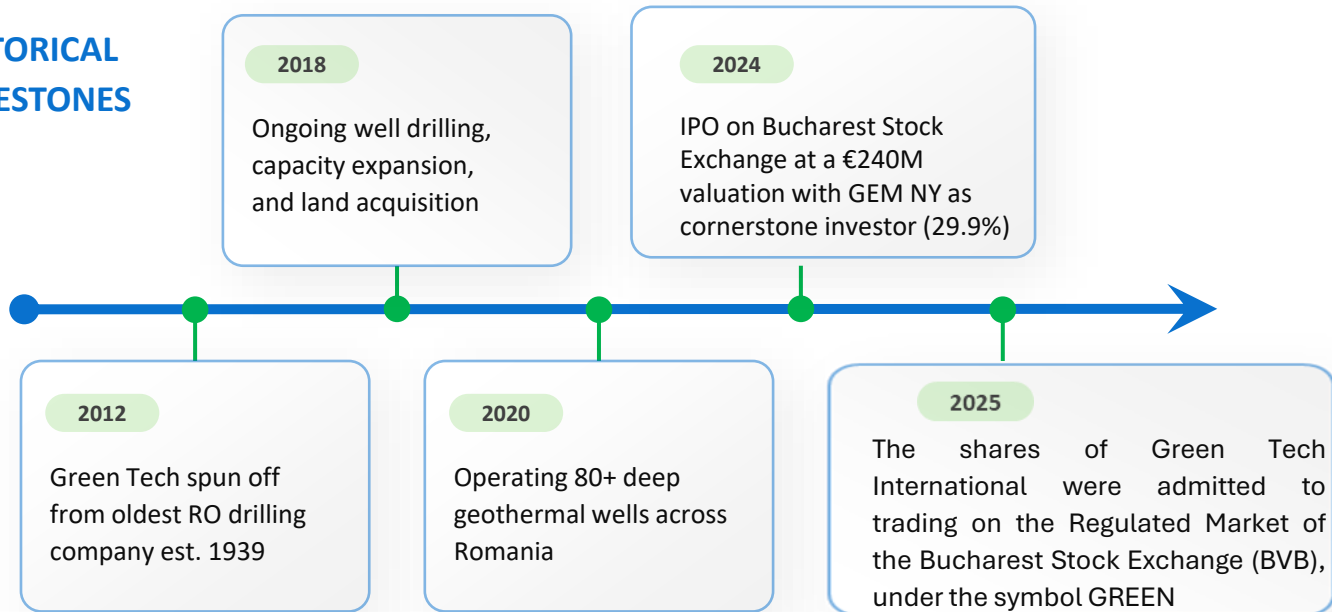 TORICAL
ESTONES
2018
Ongoing well drilling,
capacity expansion,
and land acquisition
2024
IPO on Bucharest Stock
Exchange at a €240M
valuation with GEM NY as
cornerstone investor (29.9%)
2012
Green Tech spun off
from oldest RO drilling
company est. 1939
2020
Operating 80+ deep
geothermal wells across
Romania
2025
The shares of Green Tech
International were admitted to
trading on the Regulated Market of
the Bucharest Stock Exchange (BVB),
under the symbol GREEN